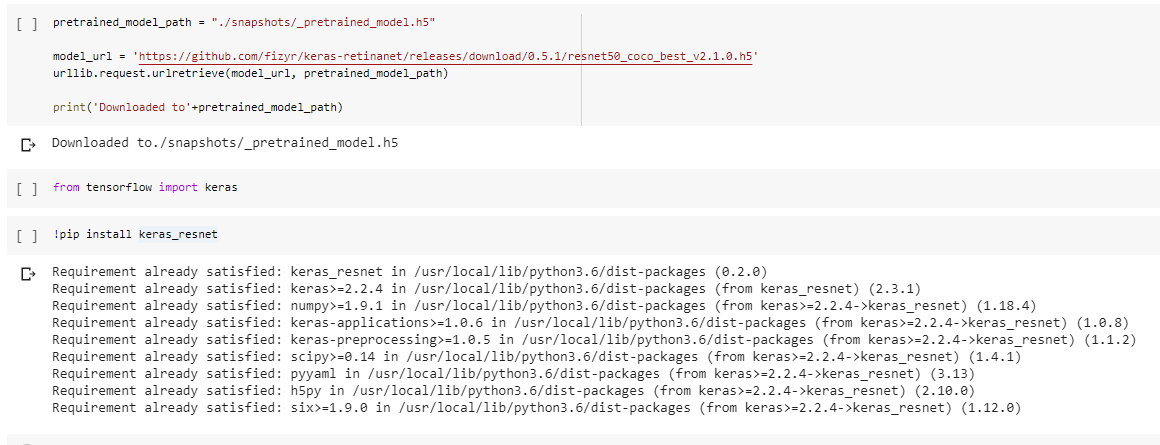 [ ] pretrained_model_path = "./snapshots/_pretrained_model.h5"
model_url = 'https://github.com/fizyr/keras-retinanet/releases/download/0.5.1/resnet50_coco_best_v2.1.0.h5'
urllib.request.urlretrieve(model_url, pretrained_model_path)
print('Downloaded to'+pretrained_model_path)
Downloaded to./snapshots/_pretrained_model.h5
[ ] from tensorflow import keras
[ ] !pip install keras_resnet
Requirement already satisfied: keras_resnet in /usr/local/lib/python3.6/dist-packages (0.2.0)
Requirement already satisfied: keras>=2.2.4 in /usr/local/lib/python3.6/dist-packages (from keras_resnet) (2.3.1)
Requirement already satisfied: numpy>=1.9.1 in /usr/local/lib/python3.6/dist-packages (from keras>=2.2.4->keras_resnet) (1.18.4)
Requirement already satisfied: keras-applications>=1.0.6 in /usr/local/lib/python3.6/dist-packages (from keras>=2.2.4->keras_resnet) (1.0.8)
Requirement already satisfied: keras-preprocessing>=1.0.5 in /usr/local/lib/python3.6/dist-packages (from keras>=2.2.4->keras_resnet) (1.1.2)
Requirement already satisfied: scipy>=0.14 in /usr/local/lib/python3.6/dist-packages (from keras>=2.2.4->keras_resnet) (1.4.1)
Requirement already satisfied: pyyaml in /usr/local/lib/python3.6/dist-packages (from keras>=2.2.4->keras_resnet) (3.13)
Requirement already satisfied: h5py in /usr/local/lib/python3.6/dist-packages (from keras>=2.2.4->keras_resnet) (2.10.0)
Requirement already satisfied: six>=1.9.0 in /usr/local/lib/python3.6/dist-packages (from keras>=2.2.4->keras_resnet) (1.12.0)